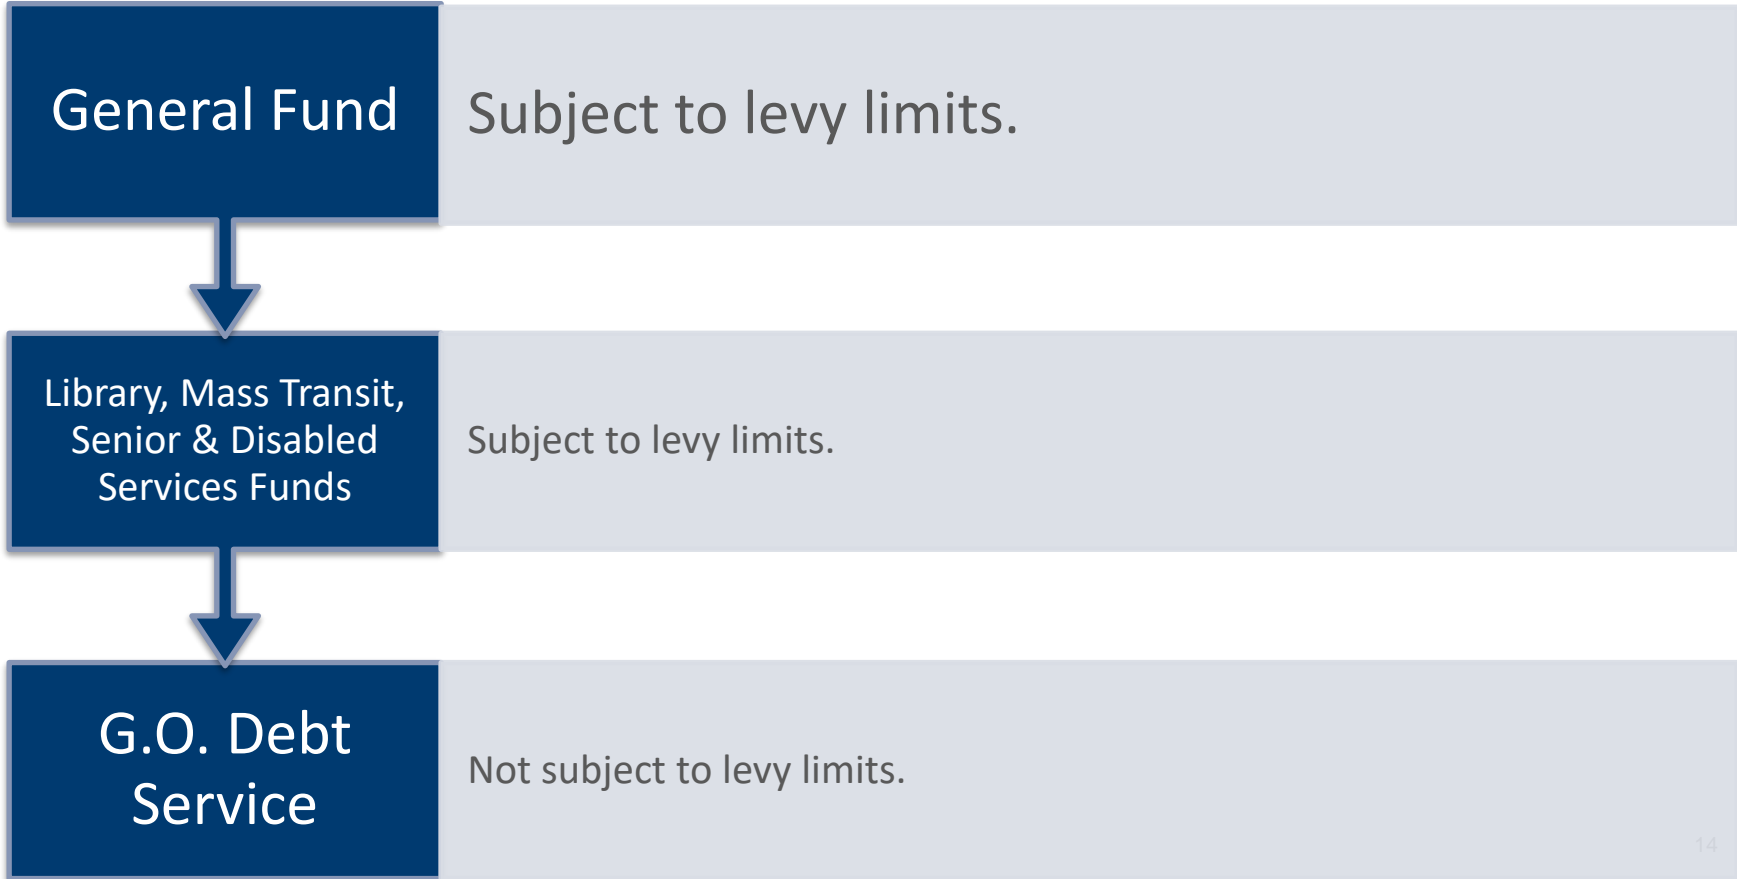 General Fund
Subject to levy limits.
Library, Mass Transit,
Senior & Disabled
Services Funds
Subject to levy limits.
G.O. Debt
Service
Not subject to levy limits.
14